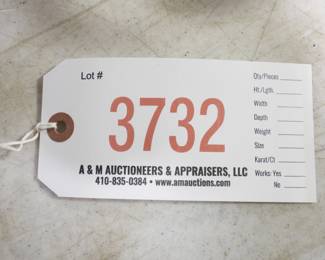 Lot #
3732
A & M AUCTIONEERS & APPRAISERS, LLC
410-835-0384 • www.amauctions.com
Qty/Pieces
Ht./Lgth.
Width
Depth
Weight
Size
Karat/Ct
Works: Yes
No